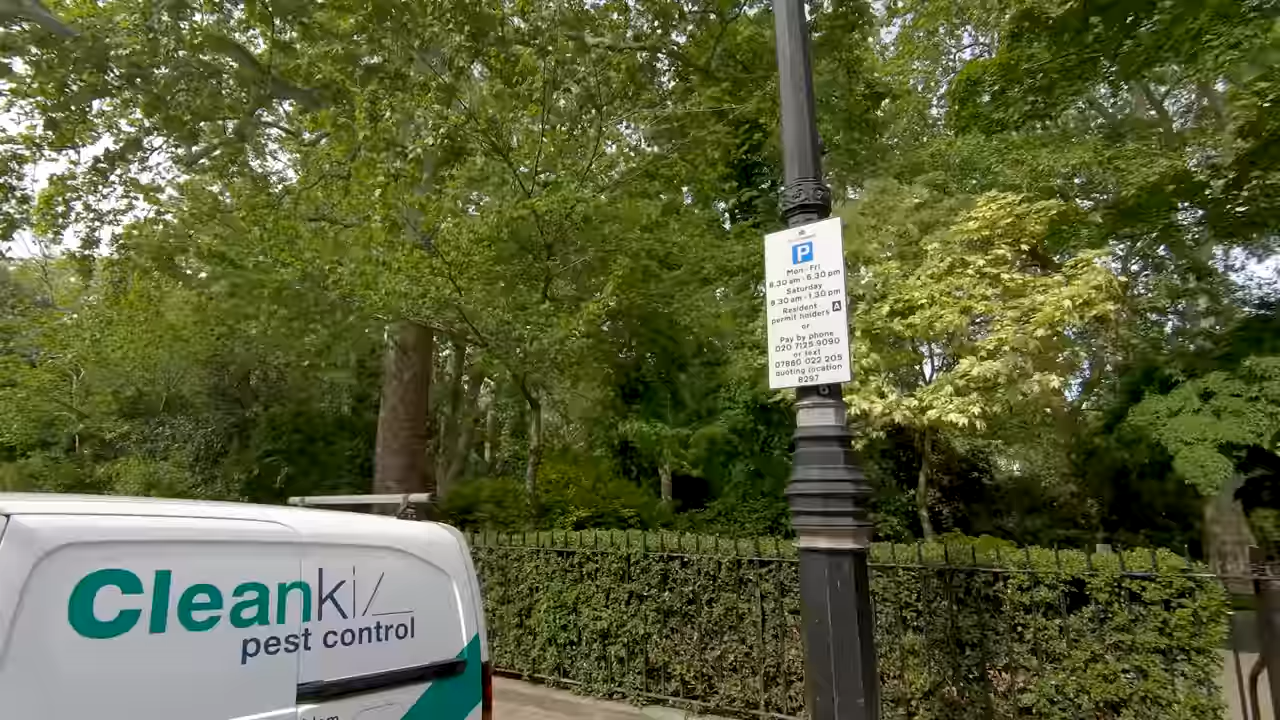 Cleankill
pest control
P
Mon - Fri
8.30 am - 6.30 pm
Saturday
8.30 am - 1.30 pm
Resident
permit holders A
or
Pay by phone
020 7125 9090
or text
07860 022 205
quoting location
8297